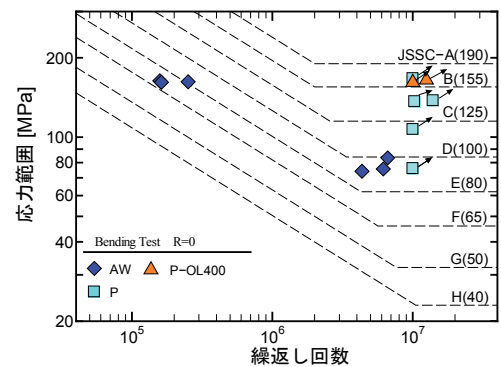 応力範囲 [MPa]
300
200
100
80
60
40
20
JSSC-A(190)
B(155)
C(125)
D(100)
E(80)
F(65)
G(50)
H(40)
Bending Test R=0
AW P-OL400
P
10^5 10^6 10^7
繰返し回数